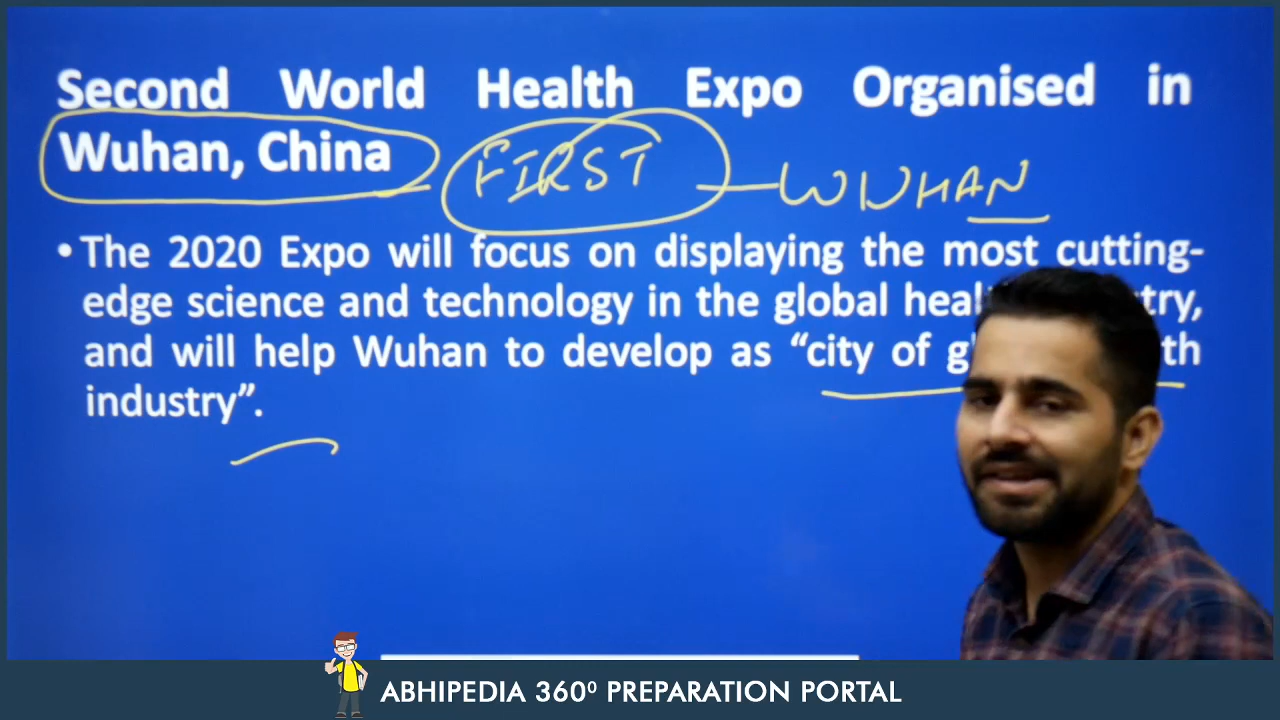 Second World Health Expo Organised in
Wuhan, China
FIRST WUHAN
• The 2020 Expo will focus on displaying the most cutting-
edge science and technology in the global try,
and will help Wuhan to develop as “city of th
industry”.
ABHIPEDIA 360⁰ PREPARATION PORTAL